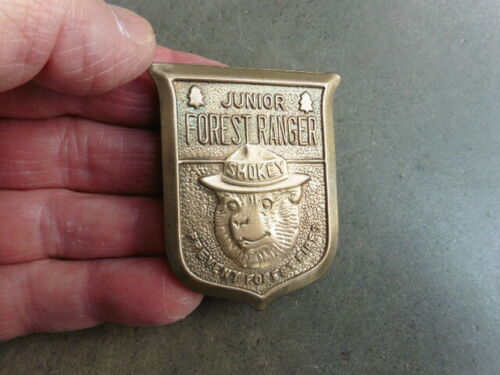 JUNIOR
FOREST RANGER
SMOKEY
PREVENT FOREST FIRES